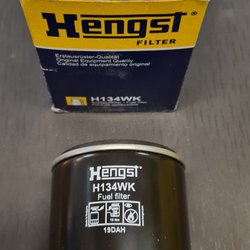 Hengst
FILTER
Erstausrüster-Qualität
Original Equipment Quality
Calidad de equipamiento original
H134WK
Hengst
H134WK
Fuel filter
19DAH